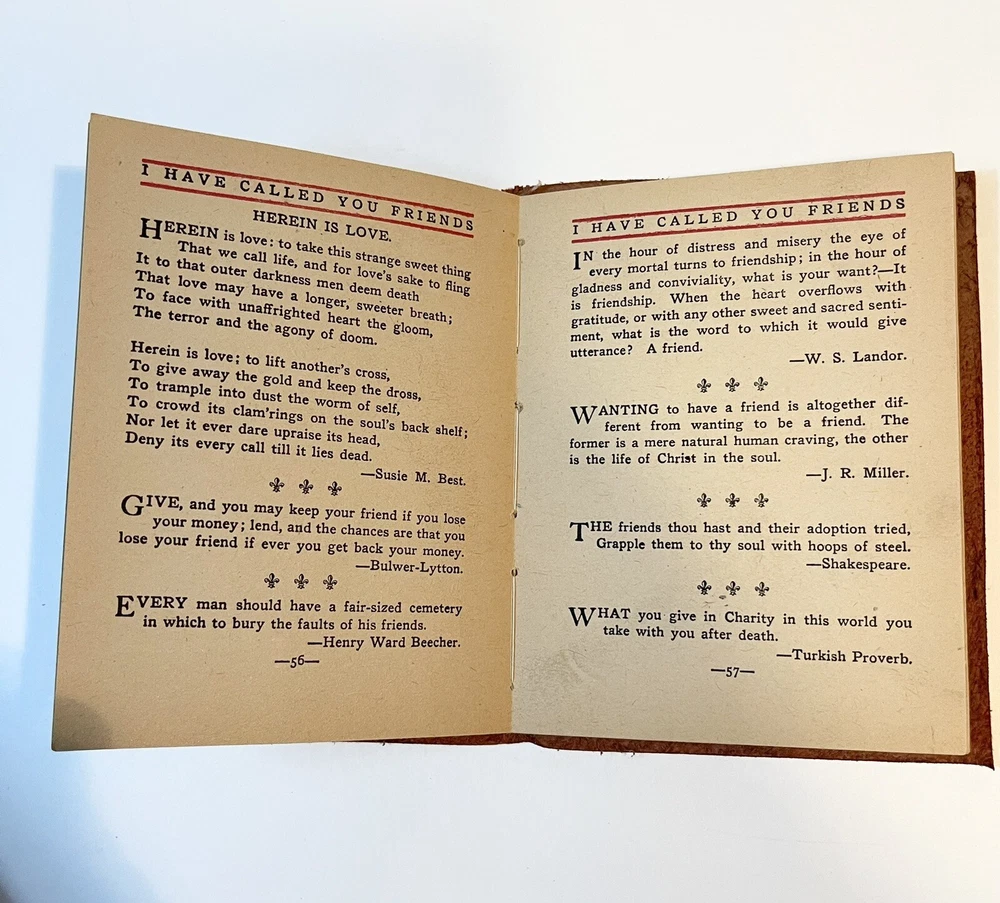 I HAVE CALLED YOU FRIENDS
HEREIN IS LOVE.
HEREIN is love: to take this strange sweet thing
That we call life, and for love's sake to fling
It to that outer darkness men deem death
That love may have a longer, sweeter breath;
To face with unaffrighted heart the gloom,
The terror and the agony of doom.
Herein is love; to lift another's cross,
To give away the gold and keep the dross,
To trample into dust the worm of self,
To crowd its clam'rings on the soul's back shelf;
Nor let it ever dare upraise its head,
Deny its every call till it lies dead.
—Susie M. Best.
GIVE, and you may keep your friend if you lose
your money; lend, and the chances are that you
lose your friend if ever you get back your money.
—Bulwer-Lytton.
EVERY man should have a fair-sized cemetery
in which to bury the faults of his friends.
—Henry Ward Beecher.
—56—
I HAVE CALLED YOU FRIENDS
IN the hour of distress and misery the eye of
every mortal turns to friendship; in the hour of
gladness and conviviality, what is your want?—It
is friendship. When the heart overflows with
gratitude, or with any other sweet and sacred senti-
ment, what is the word to which it would give
utterance? A friend.
—W. S. Landor.
WANTING to have a friend is altogether dif-
ferent from wanting to be a friend. The
former is a mere natural human craving, the other
is the life of Christ in the soul.
—J. R. Miller.
THE friends thou hast and their adoption tried,
Grapple them to thy soul with hoops of steel.
—Shakespeare.
WHAT you give in Charity in this world you
take with you after death.
—Turkish Proverb.
—57—